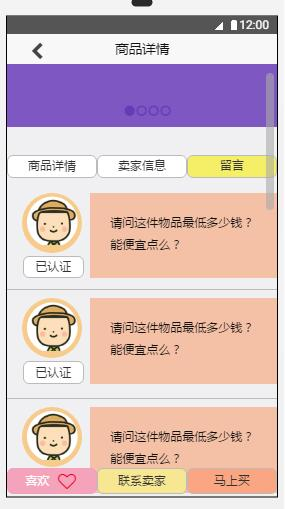 12:00
商品详情
商品详情 卖家信息 留言
请问这件物品最低多少钱？
能便宜点么？
已认证
请问这件物品最低多少钱？
能便宜点么？
已认证
请问这件物品最低多少钱？
能便宜点么？
喜欢 联系卖家 马上买